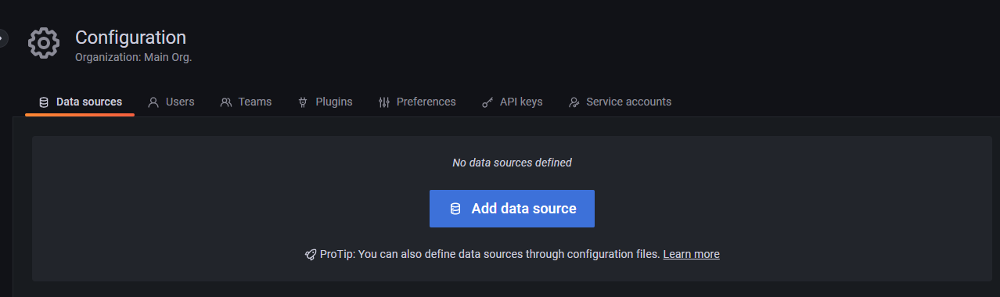 Configuration
Organization: Main Org.
Data sources Users Teams Plugins Preferences API keys Service accounts
No data sources defined
Add data source
ProTip: You can also define data sources through configuration files. Learn more